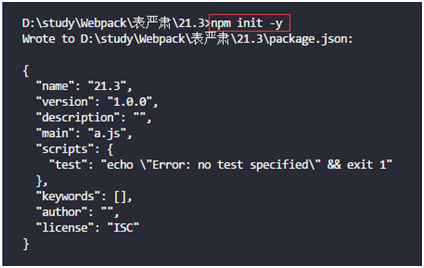 D:\study\Webpack\表严肃\21.3>npm init -y
Wrote to D:\study\Webpack\表严肃\21.3\package.json:
{
"name": "21.3",
"version": "1.0.0",
"description": "",
"main": "a.js",
"scripts": {
"test": "echo \"Error: no test specified\" && exit 1"
},
"keywords": [],
"author": "",
"license": "ISC"
}